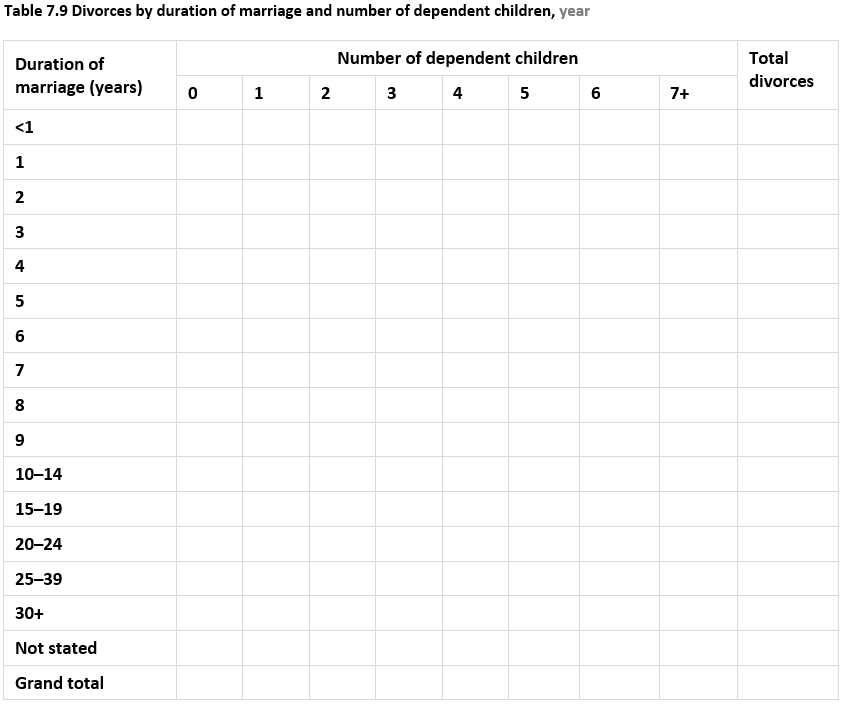 Table 7.9 Divorces by duration of marriage and number of dependent children, year
Duration of marriage (years)
Number of dependent children
Total divorces
0 1 2 3 4 5 6 7+
<1
1
2
3
4
5
6
7
8
9
10–14
15–19
20–24
25–39
30+
Not stated
Grand total